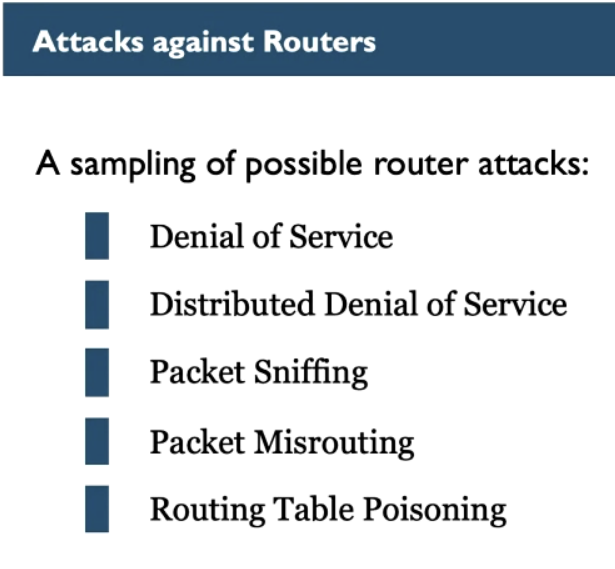 Attacks against Routers
A sampling of possible router attacks:
Denial of Service
Distributed Denial of Service
Packet Sniffing
Packet Misrouting
Routing Table Poisoning